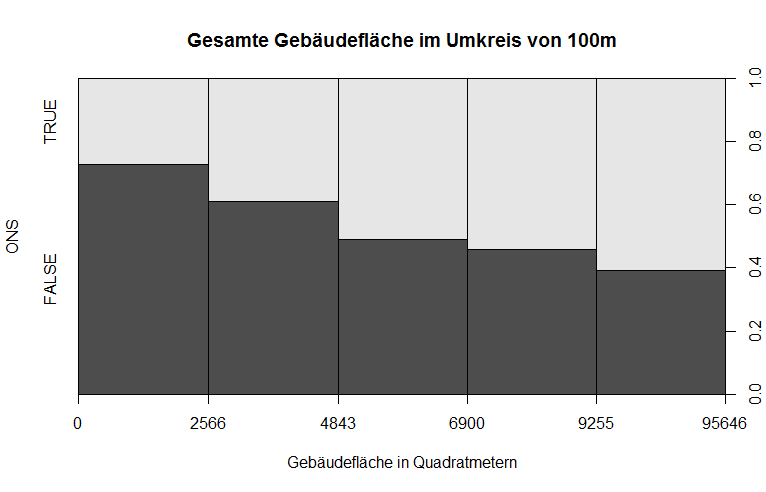 Gesamte Gebäudefläche im Umkreis von 100m
ONS
TRUE
FALSE
1.0
0.8
0.6
0.4
0.2
0.0
0 2566 4843 6900 9255 95646
Gebäudefläche in Quadratmetern